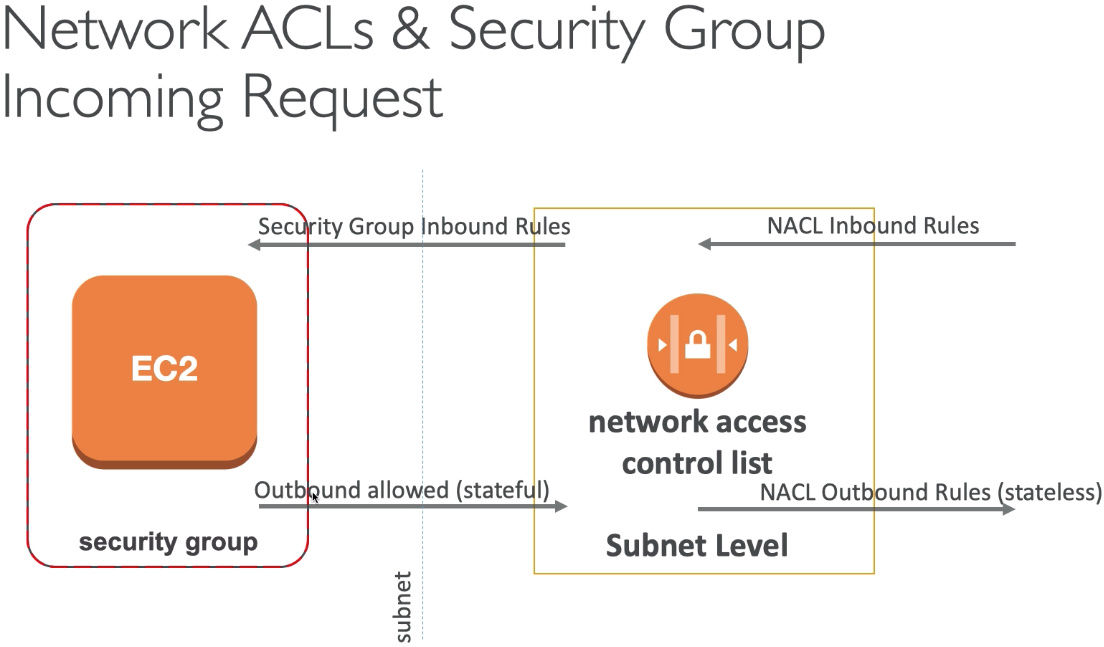 Network ACLs & Security Group
Incoming Request
Security Group Inbound Rules
NACL Inbound Rules
EC2
network access
control list
Outbound allowed (stateful)
NACL Outbound Rules (stateless)
security group
Subnet Level
subnet